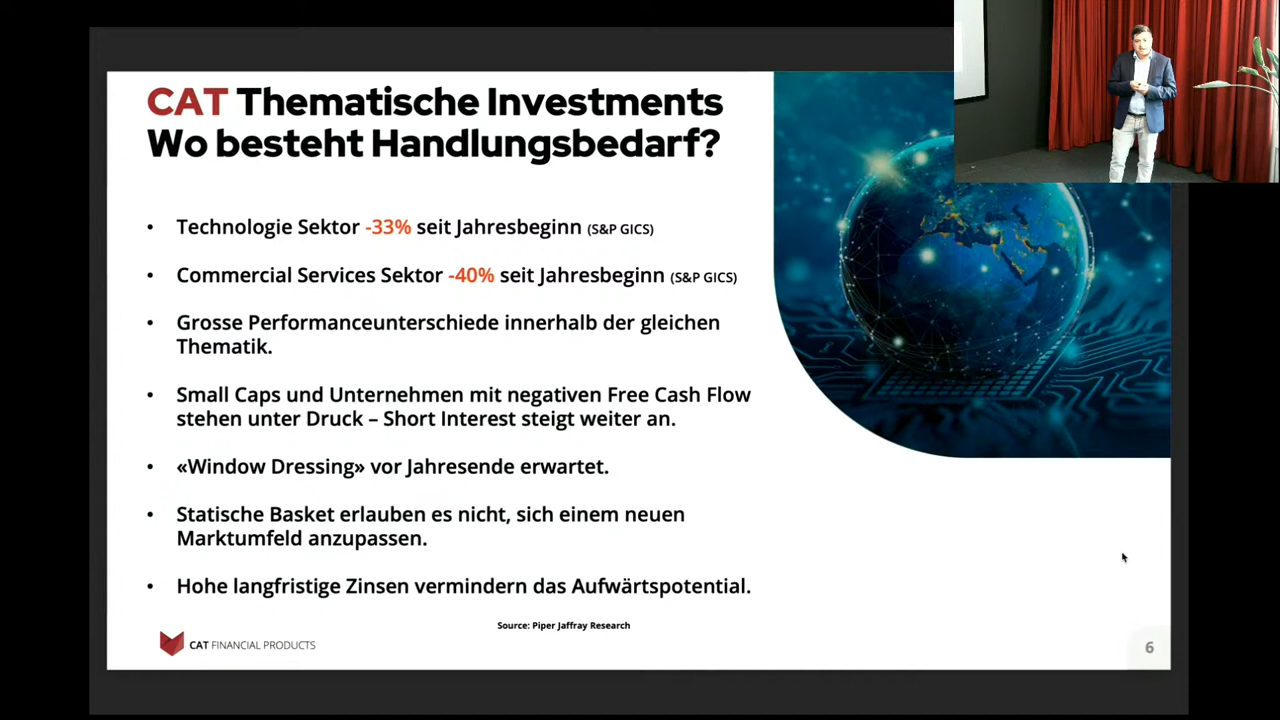 CAT Thematische Investments
Wo besteht Handlungsbedarf?
• Technologie Sektor -33% seit Jahresbeginn (S&P GICS)
• Commercial Services Sektor -40% seit Jahresbeginn (S&P GICS)
• Grosse Performanceunterschiede innerhalb der gleichen
Thematik.
• Small Caps und Unternehmen mit negativen Free Cash Flow
stehen unter Druck – Short Interest steigt weiter an.
• «Window Dressing» vor Jahresende erwartet.
• Statische Basket erlauben es nicht, sich einem neuen
Marktumfeld anzupassen.
• Hohe langfristige Zinsen vermindern das Aufwärtspotential.
Source: Piper Jaffray Research
CAT FINANCIAL PRODUCTS
6